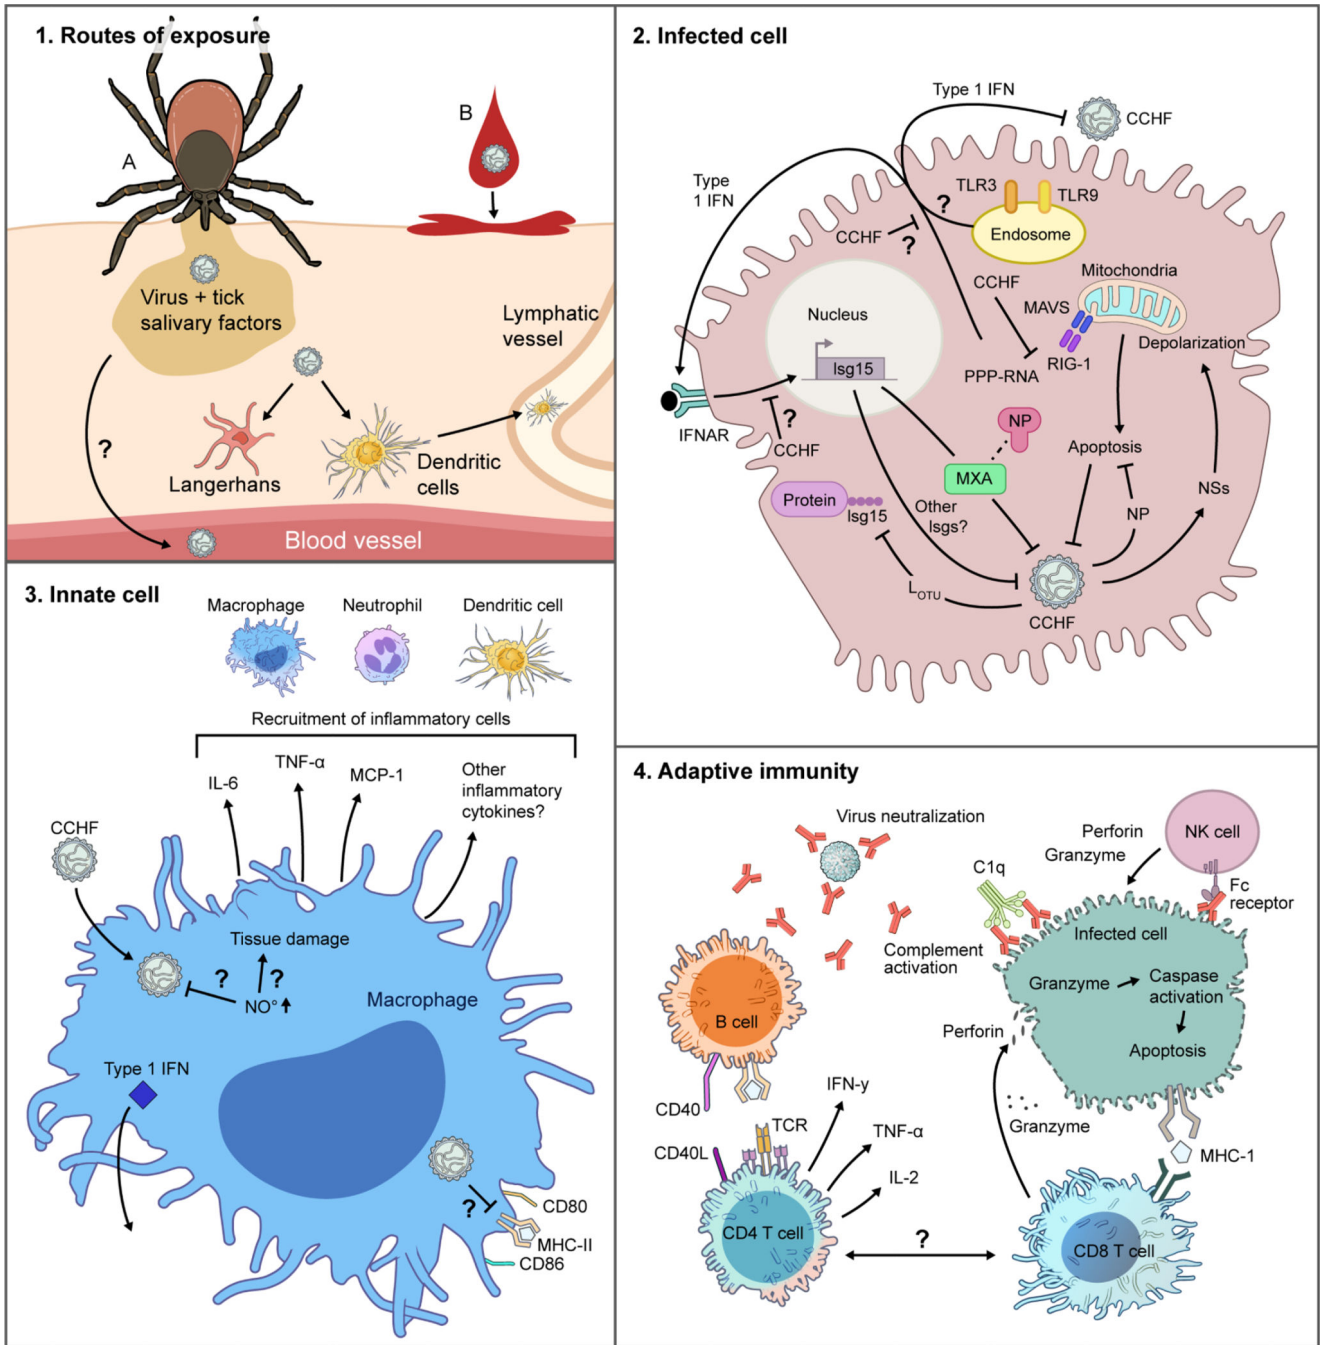 1. Routes of exposure
A
B
Virus + tick
salivary factors
Lymphatic
vessel
?
Langerhans
Dendritic
cells
Blood vessel
2. Infected cell
Type 1 IFN
CCHF
Type
1 IFN
TLR3
TLR9
?
CCHF
?
Endosome
CCHF
Mitochondria
MAVS
Nucleus
Depolarization
RIG-1
Isg15
PPP-RNA
IFNAR
?
CCHF
NP
Apoptosis
MXA
NSs
Protein
Isg15
Other
Isgs?
NP
LOTU
CCHF
3. Innate cell
Macrophage
Neutrophil
Dendritic cell
Recruitment of inflammatory cells
IL-6
TNF-α
MCP-1
Other
inflammatory
cytokines?
CCHF
Tissue damage
?
?
NO°
Macrophage
Type 1 IFN
?
CD80
MHC-II
CD86
4. Adaptive immunity
Virus neutralization
Perforin
Granzyme
NK cell
C1q
Fc
receptor
Complement
activation
Infected cell
Granzyme
Caspase
activation
B cell
Perforin
Apoptosis
CD40
IFN-y
Granzyme
TCR
CD40L
TNF-α
MHC-1
IL-2
CD4 T cell
?
CD8 T cell